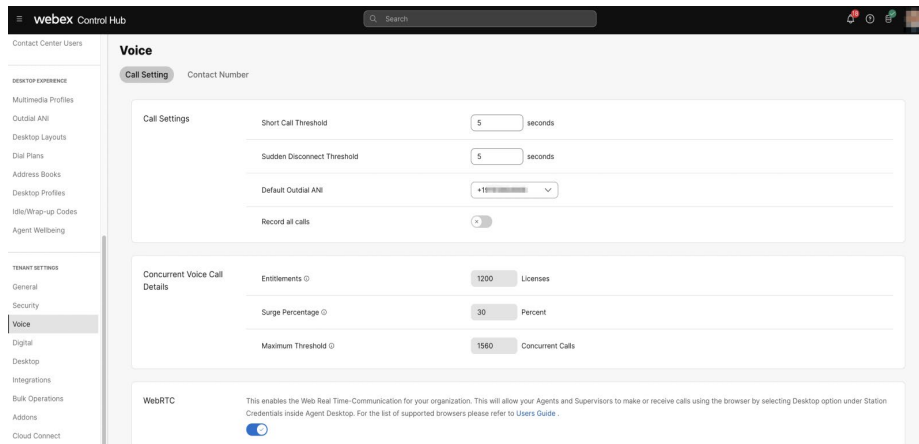 webex Control Hub
Search
10
Contact Center Users
DESKTOP EXPERIENCE
Multimedia Profiles
Outdial ANI
Desktop Layouts
Dial Plans
Address Books
Desktop Profiles
Idle/Wrap-up Codes
Agent Wellbeing
TENANT SETTINGS
General
Security
Voice
Digital
Desktop
Integrations
Bulk Operations
Addons
Cloud Connect
Voice
Call Setting Contact Number
Call Settings
Short Call Threshold 5 seconds
Sudden Disconnect Threshold 5 seconds
Default Outdial ANI
Record all calls
Concurrent Voice Call
Details
Entitlements 1200 Licenses
Surge Percentage 30 Percent
Maximum Threshold 1560 Concurrent Calls
WebRTC
This enables the Web Real Time-Communication for your organization. This will allow your Agents and Supervisors to make or receive calls using the browser by selecting Desktop option under Station
Credentials inside Agent Desktop. For the list of supported browsers please refer to Users Guide .